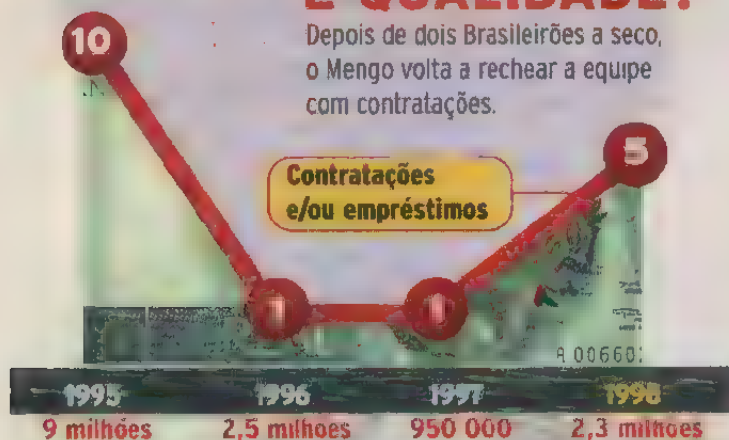 E QUALIDADE?
Depois de dois Brasileirões a seco,
o Mengo volta a rechear a equipe
com contratações.
10
5
Contratações
e/ou empréstimos
1 1
A 00660
1995 1996 1997 1998
9 milhões 2,5 milhões 950 000 2,3 milhões